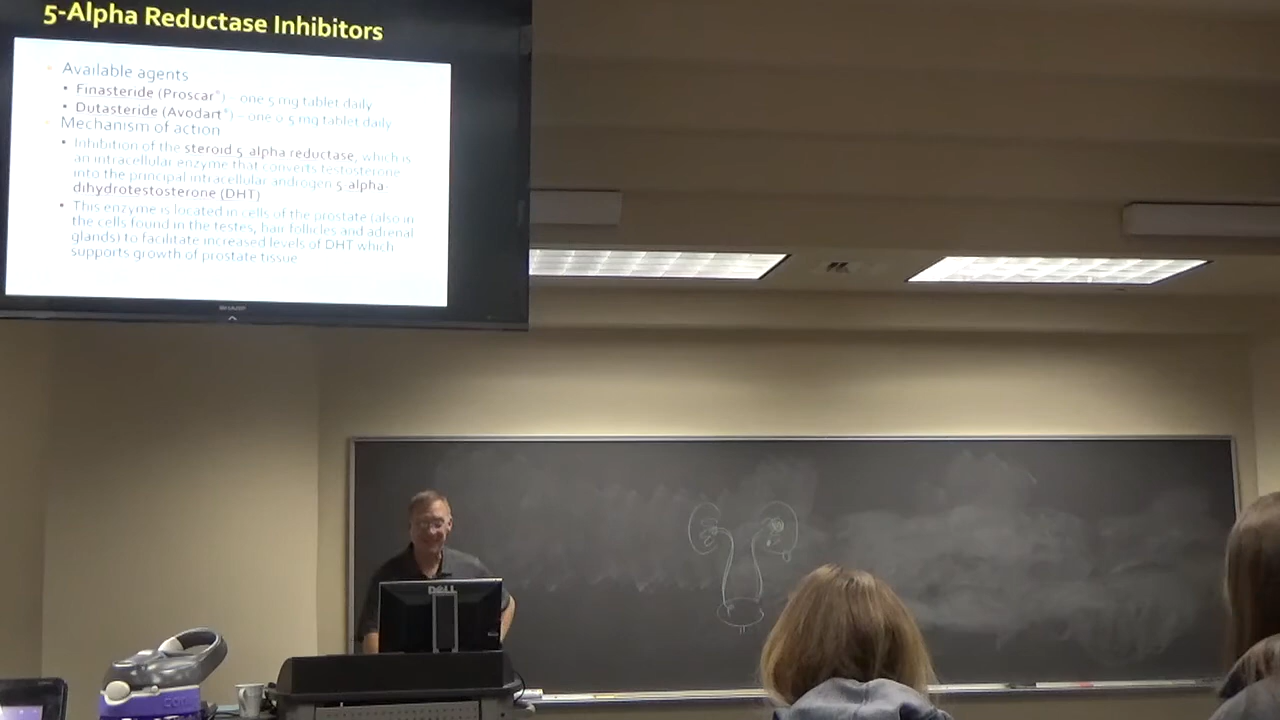 5-Alpha Reductase Inhibitors
Available agents
Finasteride (Proscar®) – one 5 mg tablet daily
Dutasteride (Avodart®) – one 0.5 mg tablet daily
Mechanism of action
Inhibition of the steroid 5-alpha reductase, which is
an intracellular enzyme that converts testosterone
into the principal intracellular androgen 5-alpha-
dihydrotestosterone (DHT)
This enzyme is located in cells of the prostate (also in
the cells found in the testes, hair follicles and adrenal
glands) to facilitate increased levels of DHT which
supports growth of prostate tissue
SHARP
DELL